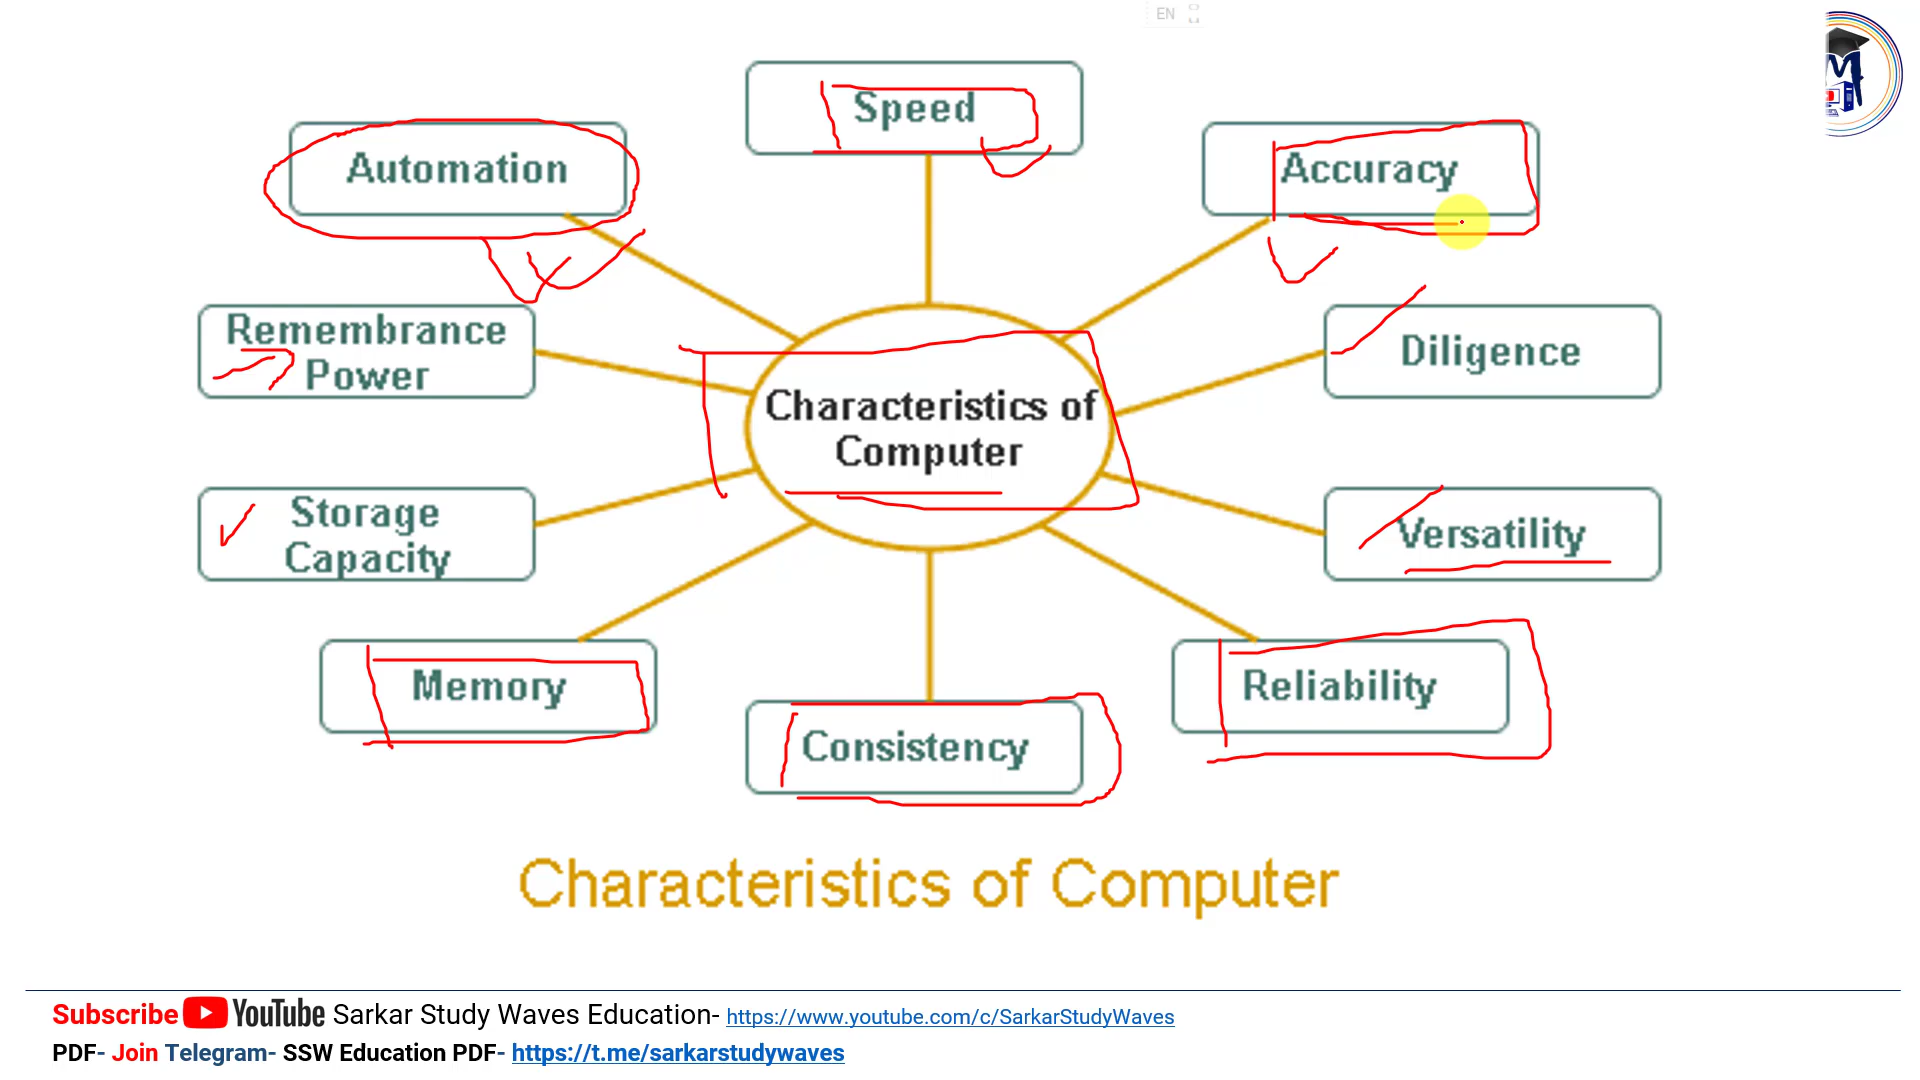 EN
Speed
Automation
Accuracy
Remembrance
Power
Diligence
Characteristics of
Computer
Storage
Capacity
Versatility
Memory
Reliability
Consistency
Characteristics of Computer
Subscribe YouTube Sarkar Study Waves Education- https://www.youtube.com/c/SarkarStudyWaves
PDF- Join Telegram- SSW Education PDF- https://t.me/sarkarstudywaves